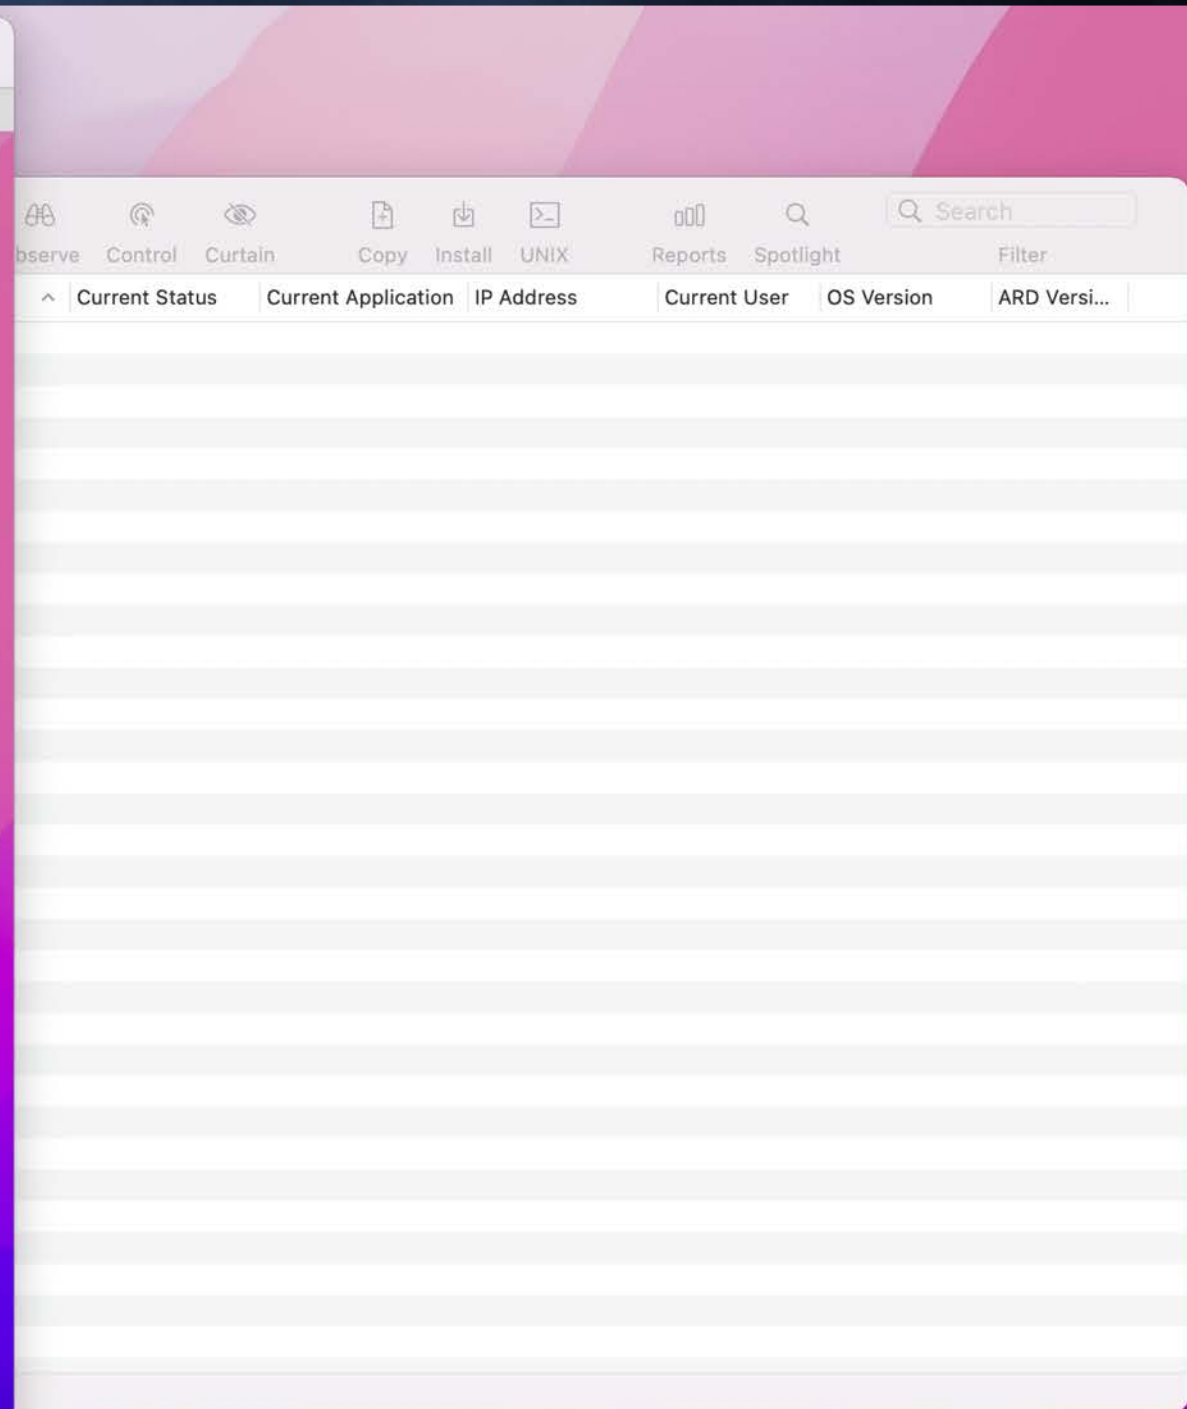 bserve Control Curtain Copy Install UNIX Reports Spotlight Search
Filter
Current Status Current Application IP Address Current User OS Version ARD Versi...